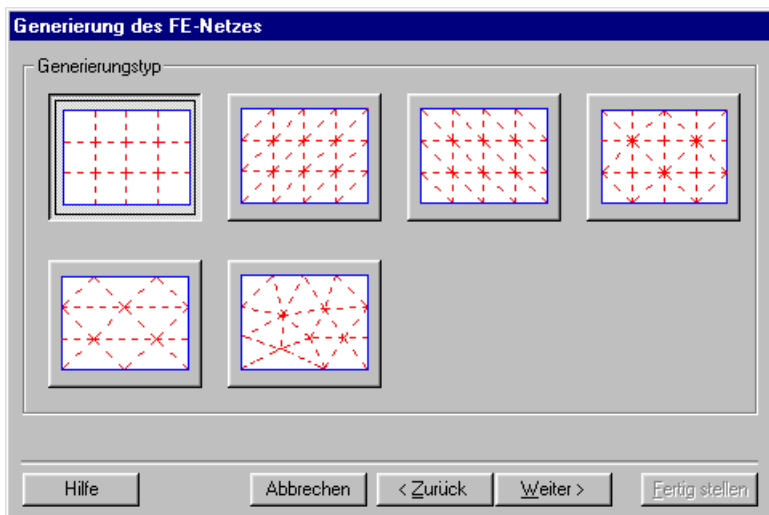 Generierung des FE-Netzes
Generierungstyp
Hilfe
Abbrechen
< Zurück
Weiter >
Fertig stellen